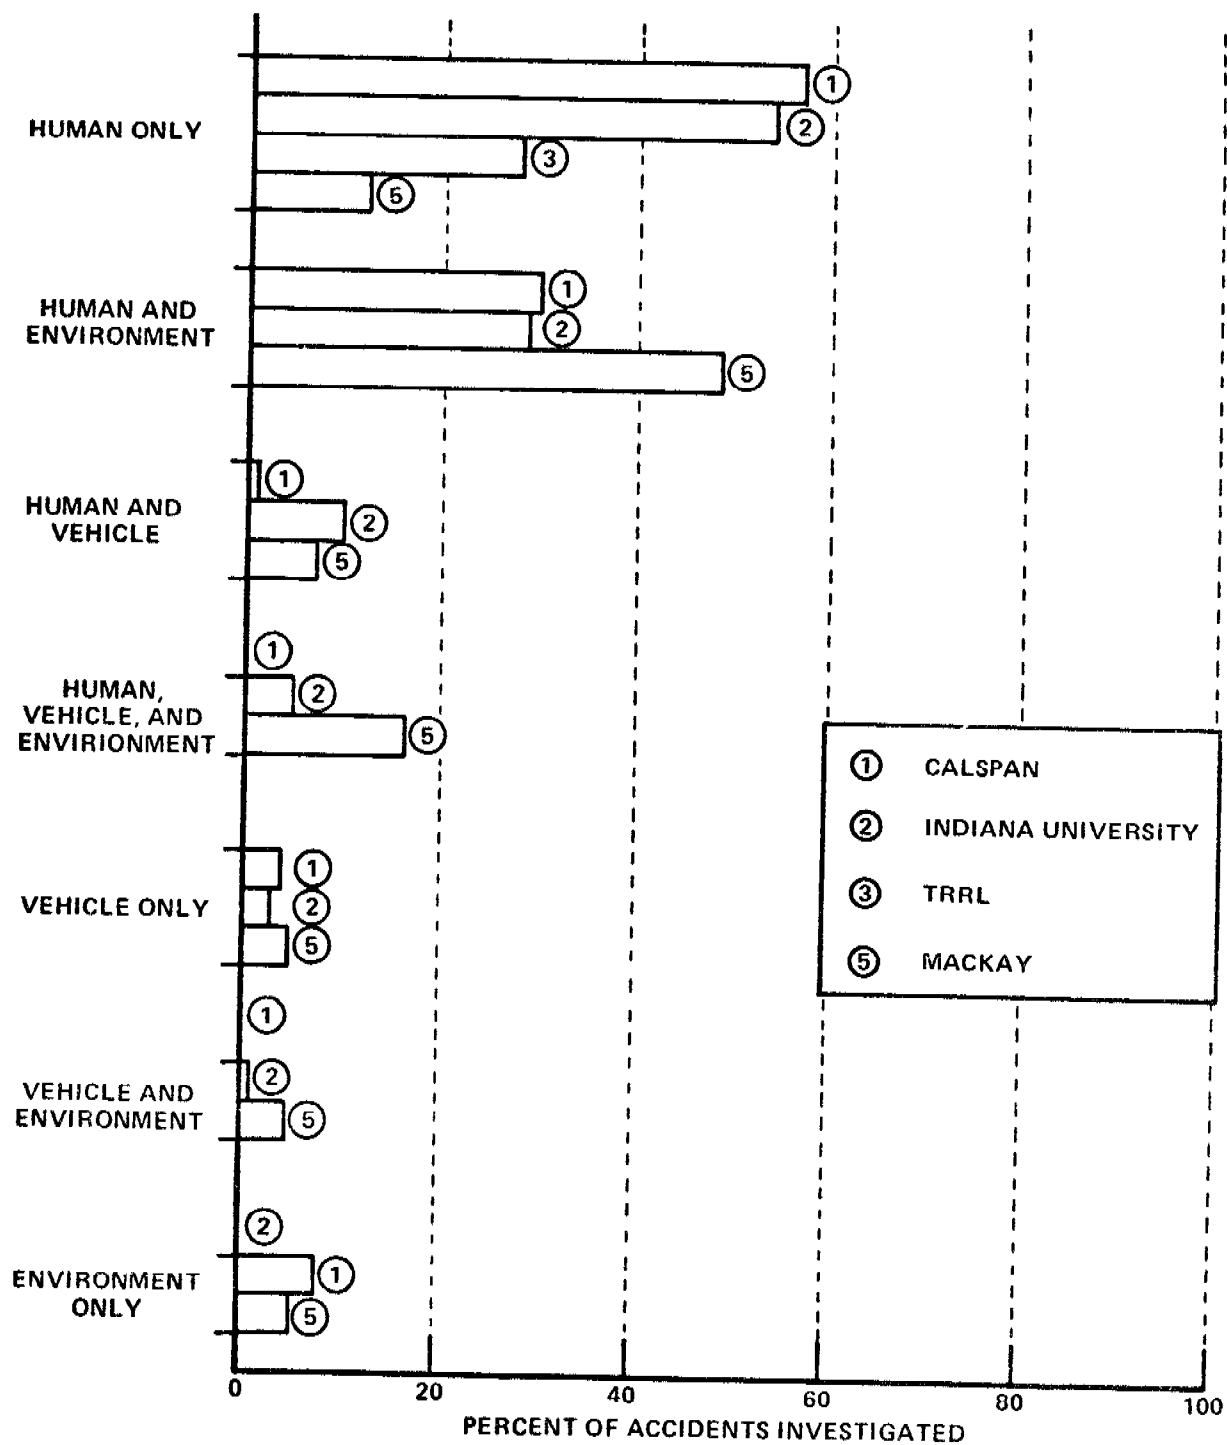 ①
HUMAN ONLY
②
③
⑤
HUMAN AND
ENVIRONMENT
①
②
⑤
HUMAN AND
VEHICLE
①
②
⑤
①
HUMAN,
VEHICLE, AND
ENVIRIONMENT
②
⑤
① CALSPAN
② INDIANA UNIVERSITY
③ TRRL
⑤ MACKAY
VEHICLE ONLY
①
②
⑤
①
VEHICLE AND
ENVIRONMENT
②
⑤
②
ENVIRONMENT
ONLY
①
⑤
0 20 40 60 80 100
PERCENT OF ACCIDENTS INVESTIGATED